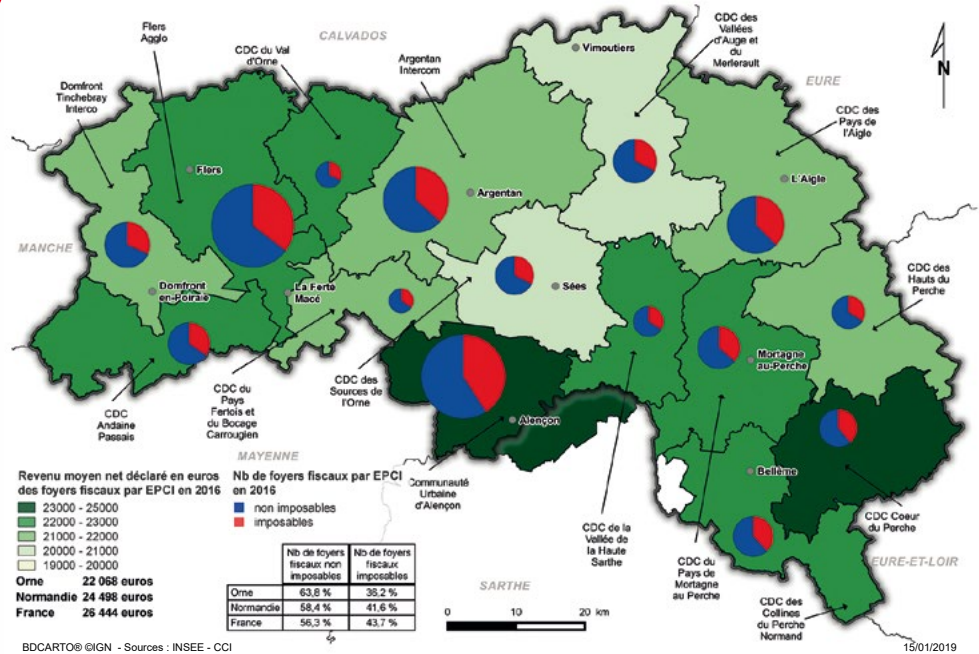 Flers
Agglo
CALVADOS
CDC du Val
d'Orne
Argentan
Intercom
Vimoutiers
CDC des
Vallées
d'Auge et
du
Merlerault
N
Domfront
Tinchebray
Interco
EURE
CDC des
Pays de
l'Aigle
Flers
Argentan
L'Aigle
MANCHE
CDC des
Hauts du
Perche
Domfront
en-Poiraie
La Ferté
Macé
Sées
Mortagne
au-Perche
CDC
Andaine
Passais
CDC du
Pays
Fertois et
du Bocage
Carrougien
CDC des
Sources de
l'Orne
Alençon
MAYENNE
Bellême
Communauté
Urbaine
d'Alençon
CDC Coeur
du Perche
CDC de la
Vallée de
la Haute
Sarthe
CDC du
Pays de
Mortagne
au Perche
EURE-ET-LOIR
SARTHE
CDC des
Collines
du Perche
Normand
Revenu moyen net déclaré en euros
des foyers fiscaux par EPCI en 2016
23000 - 25000
22000 - 23000
21000 - 22000
20000 - 21000
19000 - 20000
Orne 22 068 euros
Normandie 24 498 euros
France 26 444 euros
Nb de foyers fiscaux par EPCI
en 2016
non imposables
imposables
Nb de foyers
fiscaux non
imposables
Nb de foyers
fiscaux
imposables
Orne 63,8 % 36,2 %
Normandie 58,4 % 41,6 %
France 56,3 % 43,7 %
0 10 20 km
BDCARTO® ©IGN - Sources : INSEE - CCI
15/01/2019